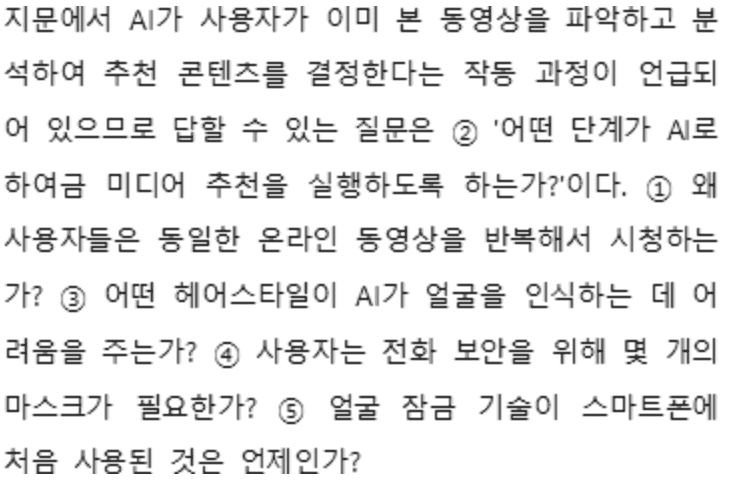 지문에서 AI가 사용자가 이미 본 동영상을 파악하고 분
석하여 추천 콘텐츠를 결정한다는 작동 과정이 언급되
어 있으므로 답할 수 있는 질문은 ② '어떤 단계가 AI로
하여금 미디어 추천을 실행하도록 하는가?'이다. ① 왜
사용자들은 동일한 온라인 동영상을 반복해서 시청하는
가? ③ 어떤 헤어스타일이 AI가 얼굴을 인식하는 데 어
려움을 주는가? ④ 사용자는 전화 보안을 위해 몇 개의
마스크가 필요한가? ⑤ 얼굴 잠금 기술이 스마트폰에
처음 사용된 것은 언제인가?